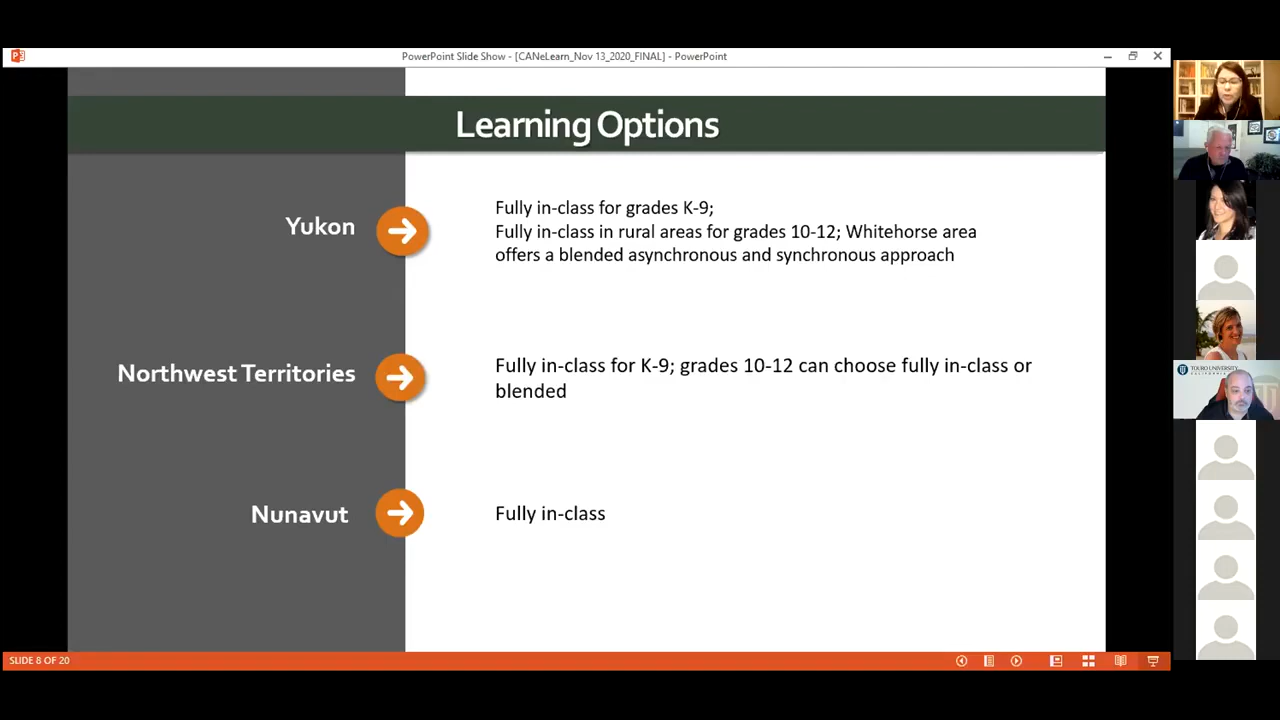 PowerPoint Slide Show - [CANeLearn_Nov 13_2020_FINAL] - PowerPoint
Learning Options
Yukon
Fully in-class for grades K-9;
Fully in-class in rural areas for grades 10-12; Whitehorse area
offers a blended asynchronous and synchronous approach
Northwest Territories
Fully in-class for K-9; grades 10-12 can choose fully in-class or
blended
Nunavut
Fully in-class
TOURO UNIVERSITY
CALIFORNIA
SLIDE 8 OF 20